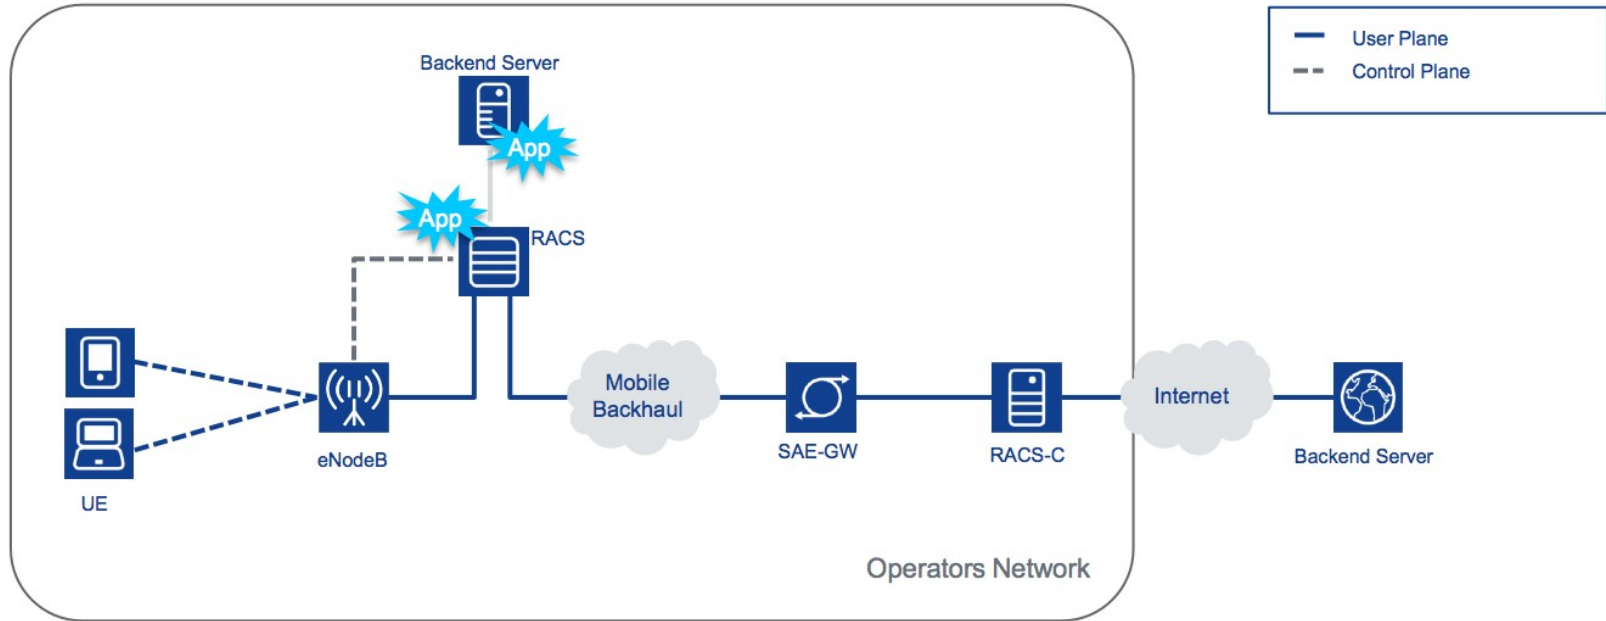 User Plane
Control Plane
Backend Server
App
App
RACS
Mobile
Backhaul
Internet
SAE-GW
RACS-C
Backend Server
eNodeB
UE
Operators Network